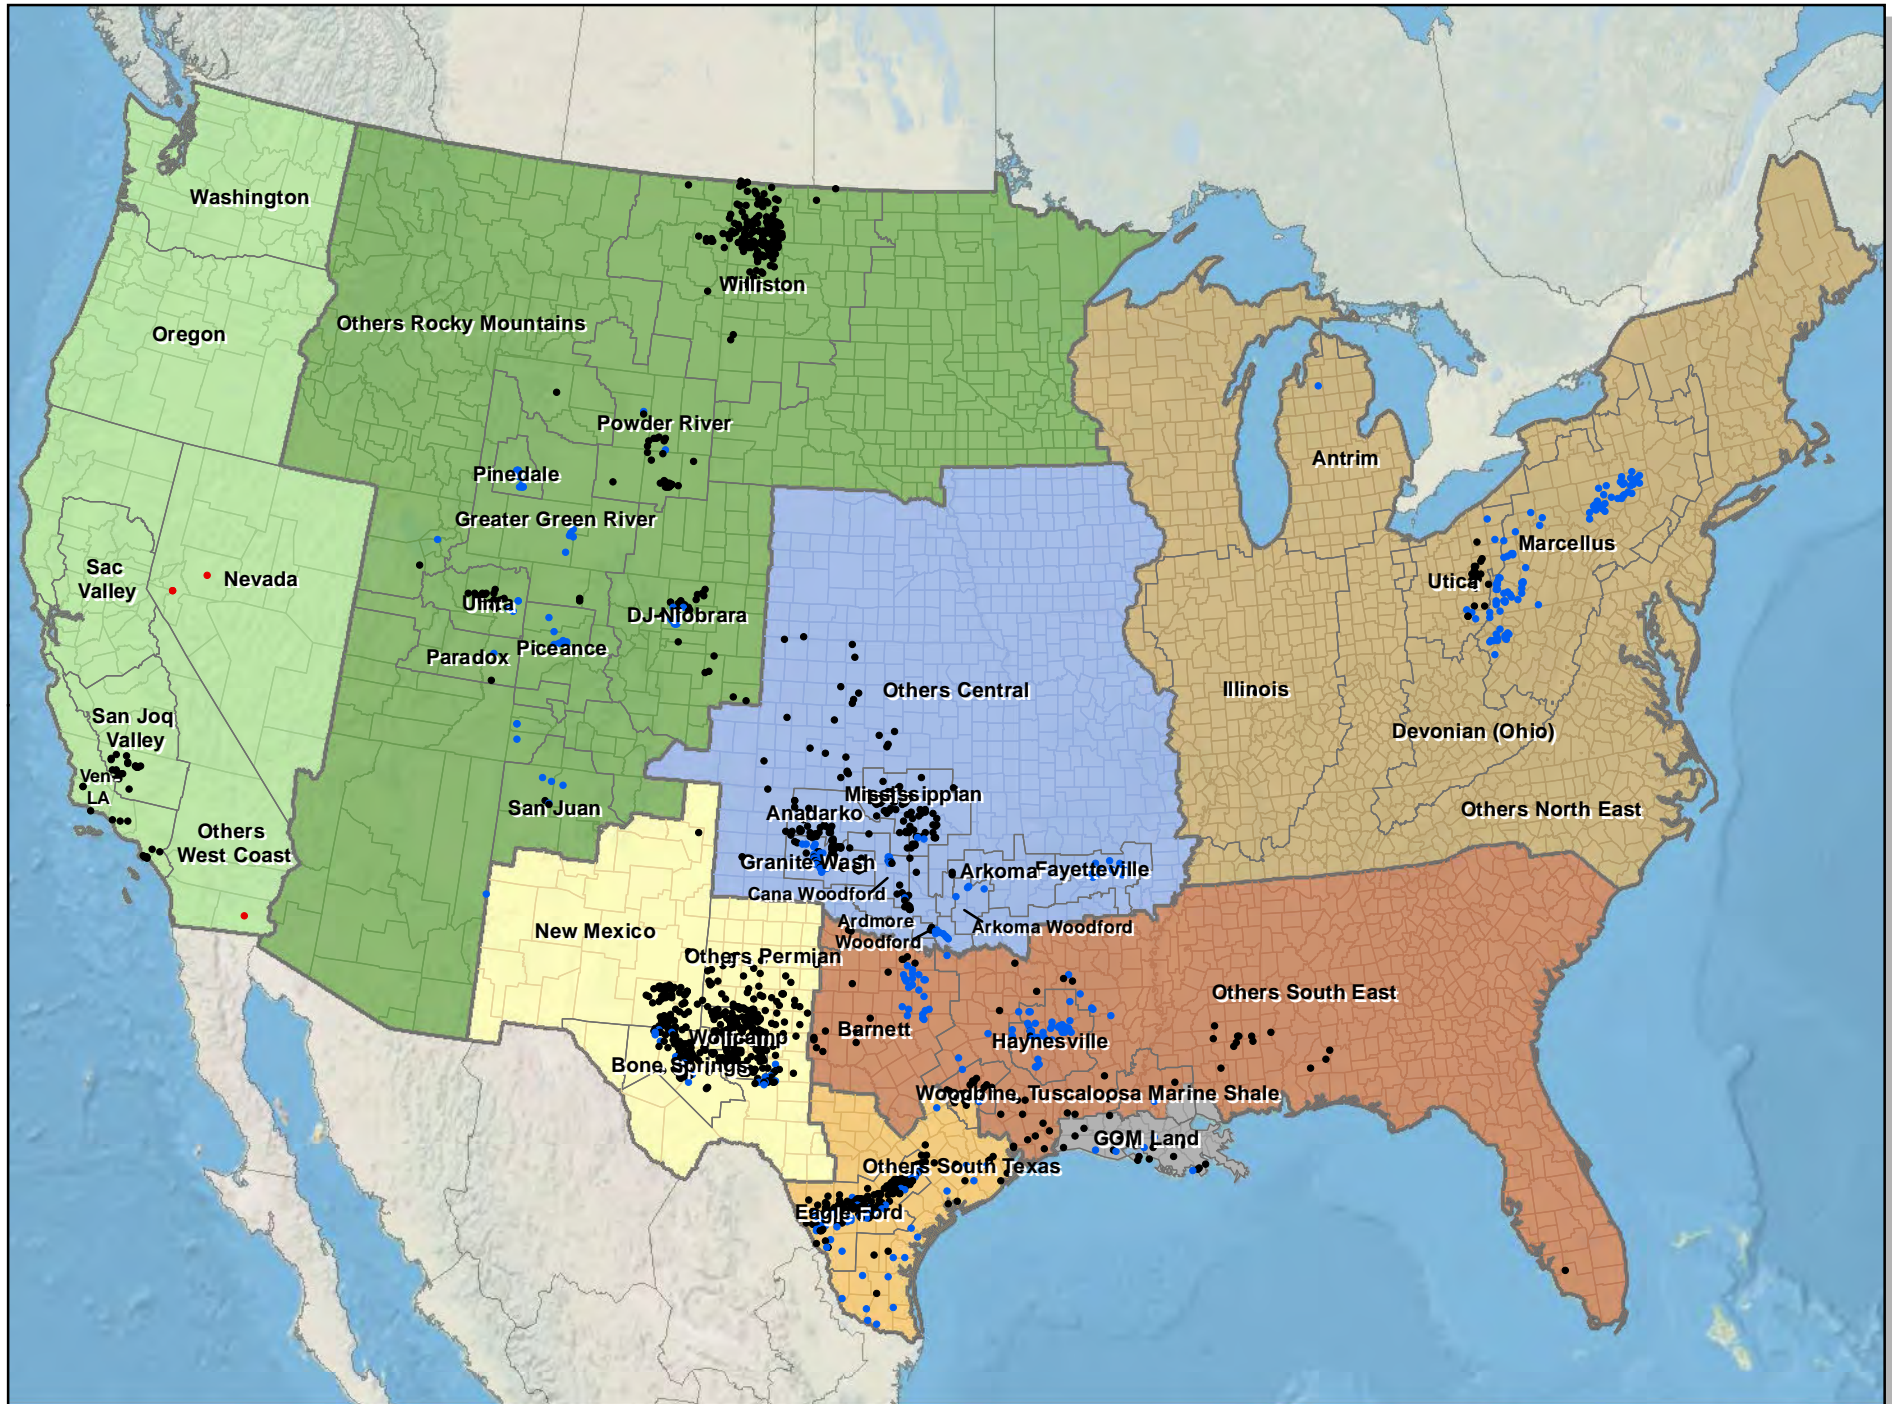 Washington
Williston
Others Rocky Mountains
Oregon
Powder River
Antrim
Pinedale
Greater Green River
Marcellus
Sac
Valley
Nevada
Utica
Uinta
DJ-Niobrara
Piceance
Paradox
Others Central
Illinois
San Joq
Valley
Devonian (Ohio)
Ven
LA
Mississippian
San Juan
Anadarko
Others North East
Others
West Coast
Granite Wash
Arkoma
Fayetteville
Cana Woodford
Ardmore
Woodford
Arkoma Woodford
New Mexico
Others Permian
Others South East
Barnett
Wolfcamp
Haynesville
Bone Springs
Woodbine, Tuscaloosa Marine Shale
GOM Land
Others South Texas
Eagle Ford